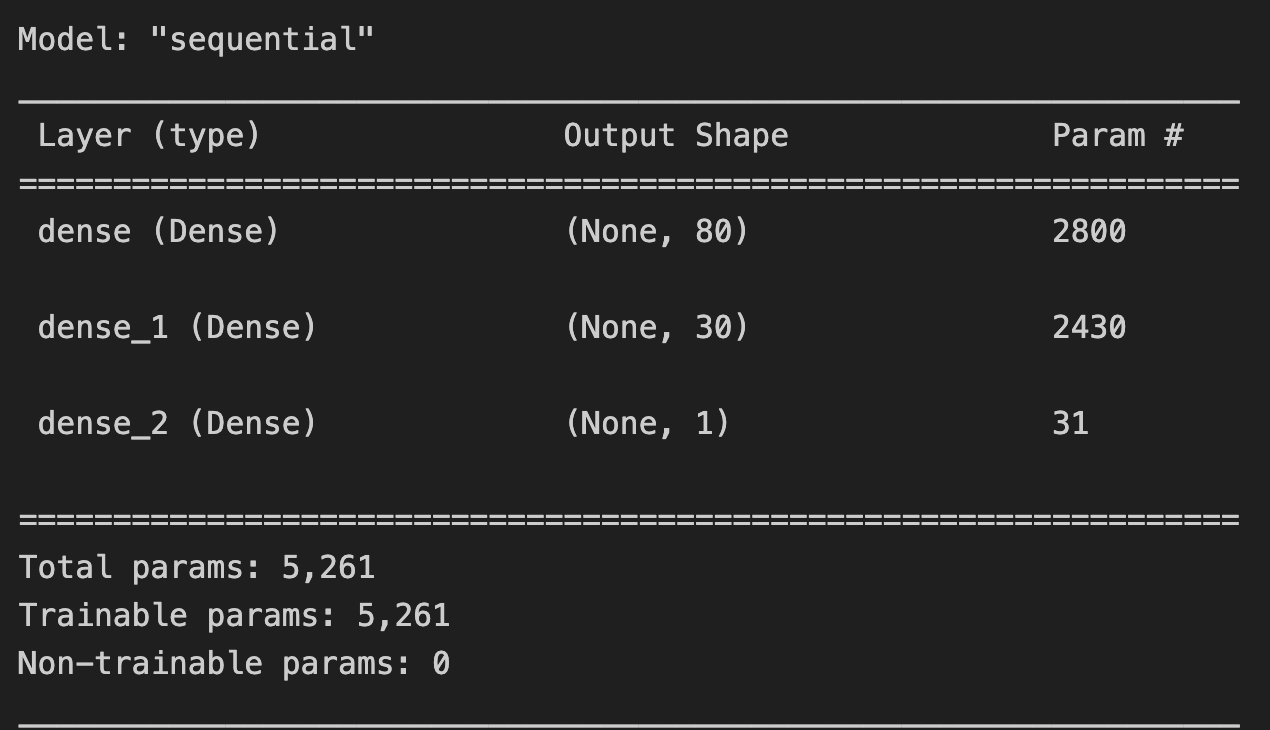 Model: "sequential"
Layer (type) Output Shape Param #
=================================================================
dense (Dense) (None, 80) 2800
dense_1 (Dense) (None, 30) 2430
dense_2 (Dense) (None, 1) 31
=================================================================
Total params: 5,261
Trainable params: 5,261
Non-trainable params: 0